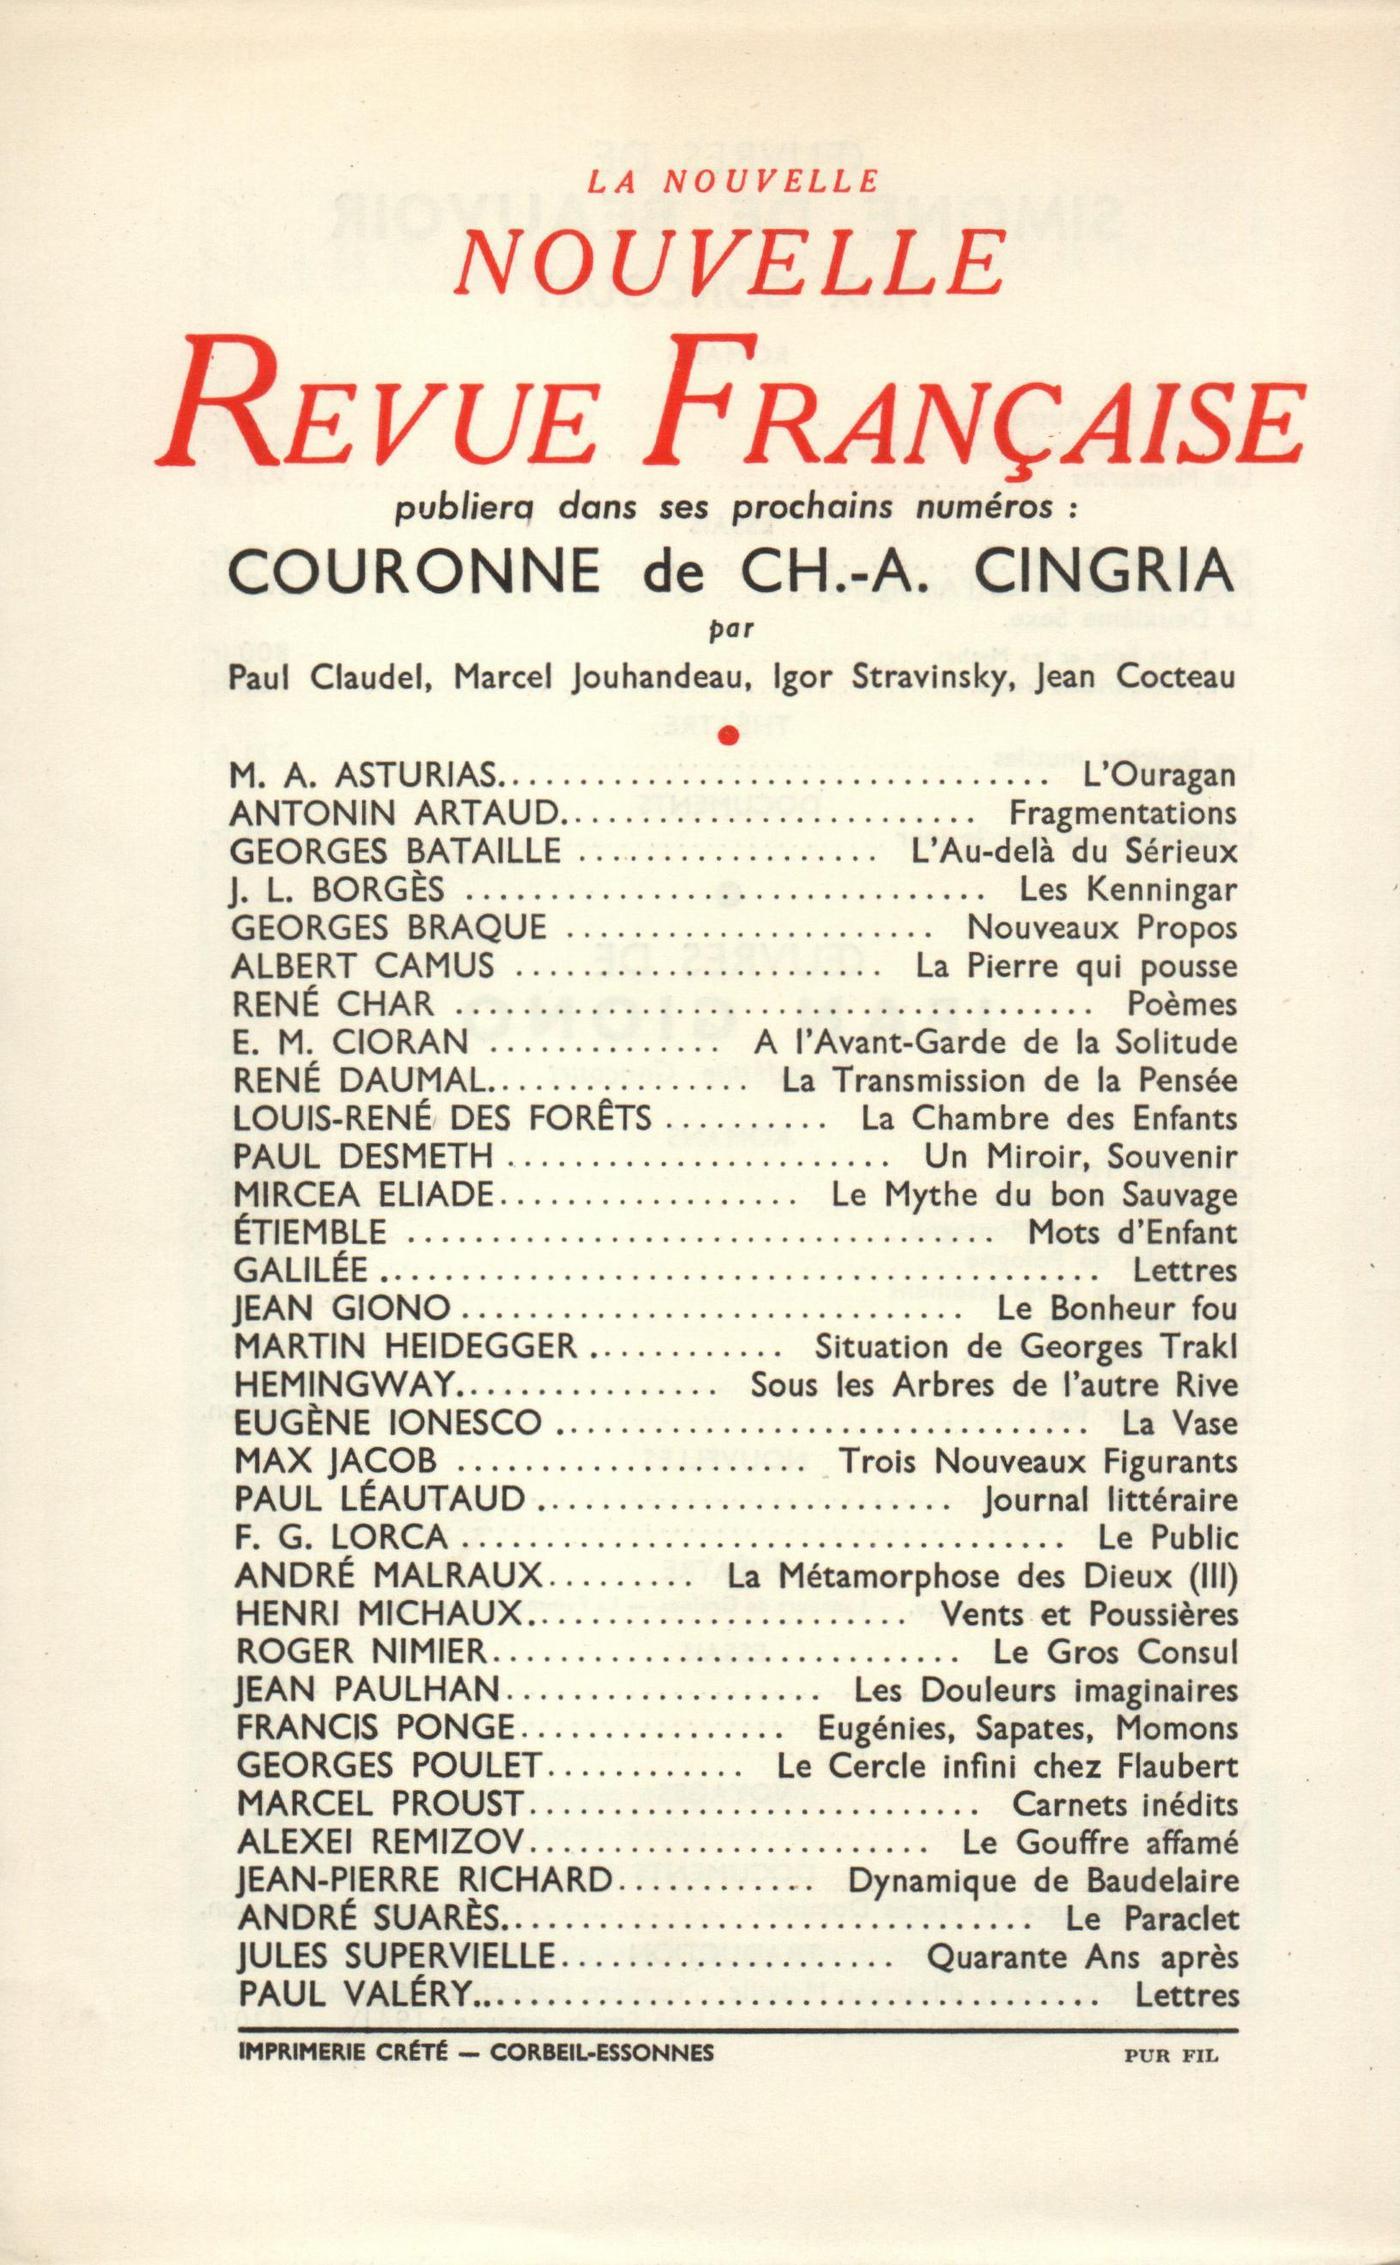 LA NOUVELLE
NOUVELLE
REVUE FRANÇAISE
publiera dans ses prochains numéros :
COURONNE de CH.-A. CINGRIA
par
Paul Claudel, Marcel Jouhandeau, Igor Stravinsky, Jean Cocteau
M. A. ASTURIAS.................................. L'Ouragan
ANTONIN ARTAUD......................... Fragmentations
GEORGES BATAILLE .................. L'Au-delà du Sérieux
J. L. BORGÈS ............................... Les Kenningar
GEORGES BRAQUE ...................... Nouveaux Propos
ALBERT CAMUS ...................... La Pierre qui pousse
RENÉ CHAR ...................................... Poèmes
E. M. CIORAN .............. A l'Avant-Garde de la Solitude
RENÉ DAUMAL................ La Transmission de la Pensée
LOUIS-RENÉ DES FORÊTS .......... La Chambre des Enfants
PAUL DESMETH ....................... Un Miroir, Souvenir
MIRCEA ELIADE.................. Le Mythe du bon Sauvage
ÉTIEMBLE ................................... Mots d'Enfant
GALILÉE ........................................... Lettres
JEAN GIONO .............................. Le Bonheur fou
MARTIN HEIDEGGER ............ Situation de Georges Trakl
HEMINGWAY................ Sous les Arbres de l'autre Rive
EUGÈNE IONESCO ................................ La Vase
MAX JACOB ..................... Trois Nouveaux Figurants
PAUL LÉAUTAUD ......................... Journal littéraire
F. G. LORCA .................................... Le Public
ANDRÉ MALRAUX......... La Métamorphose des Dieux (III)
HENRI MICHAUX....................... Vents et Poussières
ROGER NIMIER............................ Le Gros Consul
JEAN PAULHAN................... Les Douleurs imaginaires
FRANCIS PONGE................ Eugénies, Sapates, Momons
GEORGES POULET............ Le Cercle infini chez Flaubert
MARCEL PROUST........................... Carnets inédits
ALEXEI REMIZOV........................ Le Gouffre affamé
JEAN-PIERRE RICHARD............ Dynamique de Baudelaire
ANDRÉ SUARÈS................................ Le Paraclet
JULES SUPERVIELLE.................... Quarante Ans après
PAUL VALÉRY...................................... Lettres
IMPRIMERIE CRÉTÉ — CORBEIL-ESSONNES PUR FIL